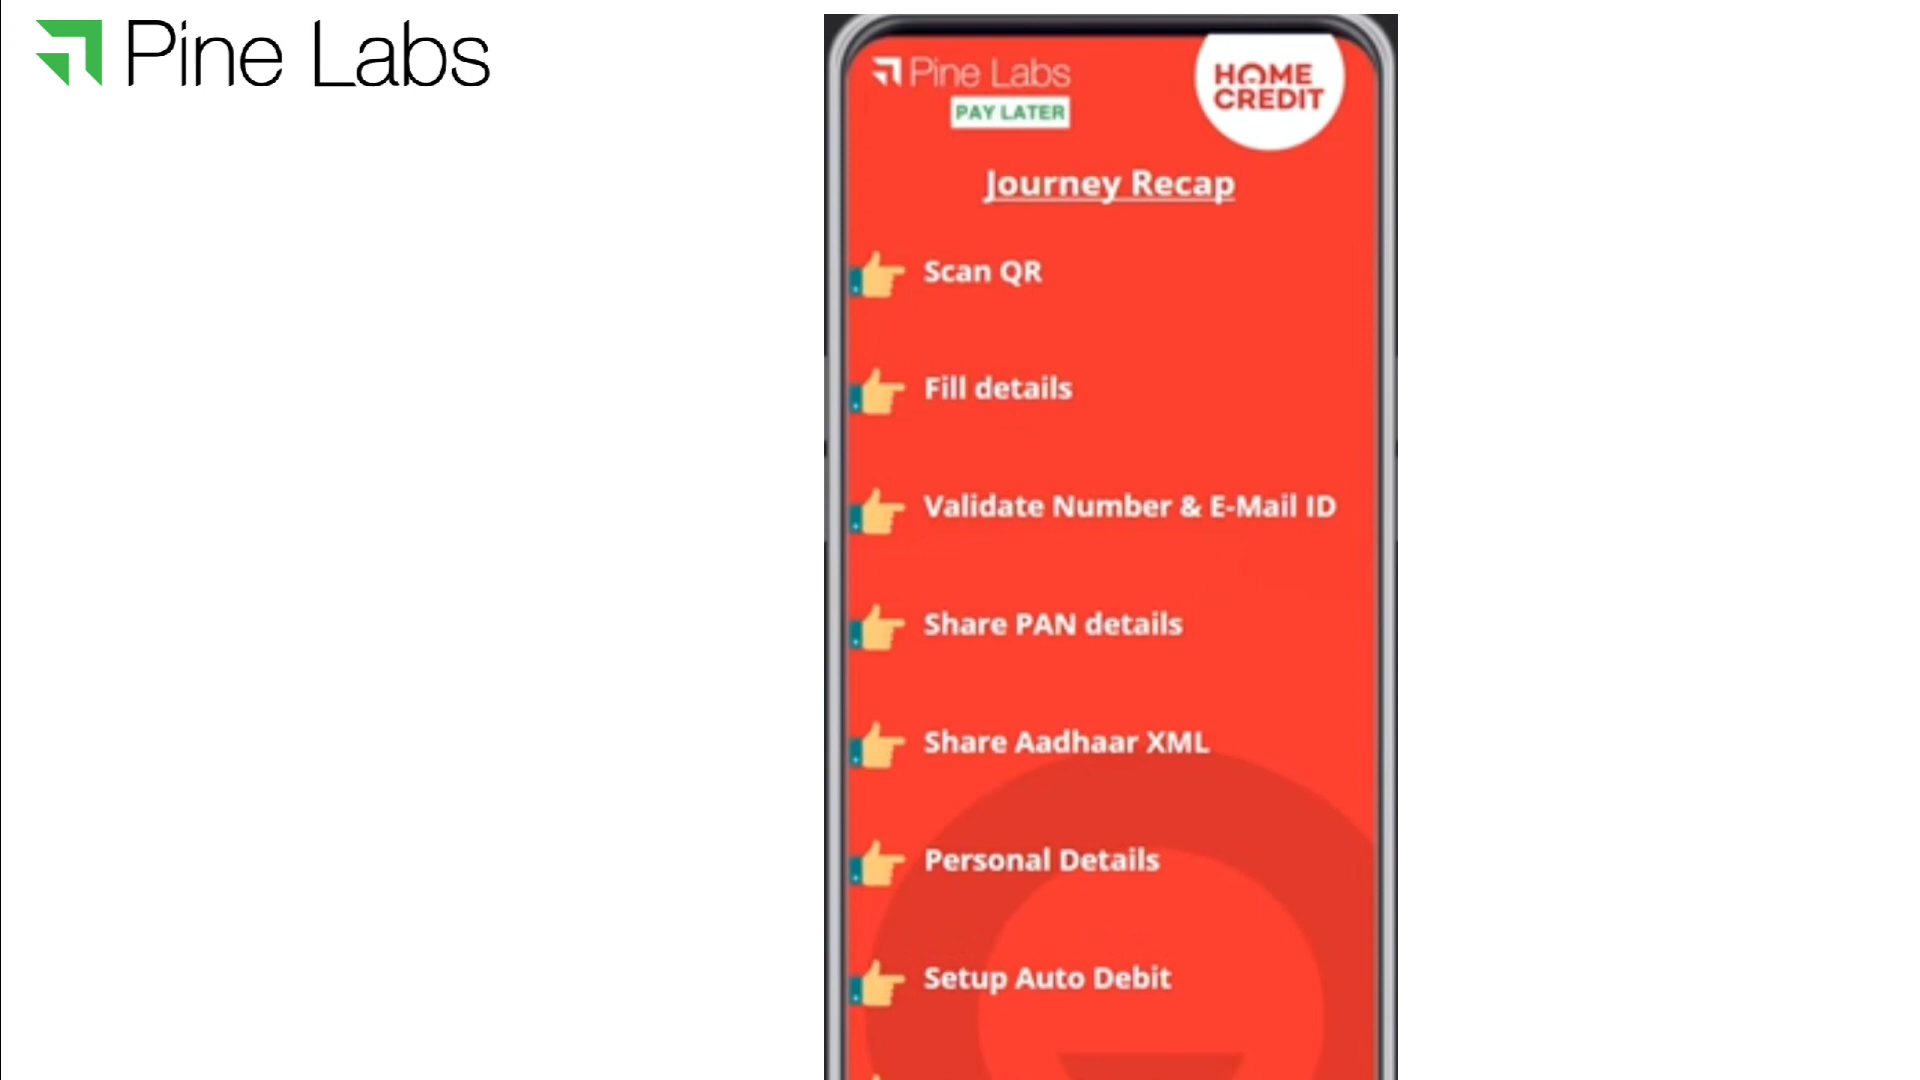 Pine Labs
Pine Labs
PAY LATER
HOME
CREDIT
Journey Recap
Scan QR
Fill details
Validate Number & E-Mail ID
Share PAN details
Share Aadhaar XML
Personal Details
Setup Auto Debit